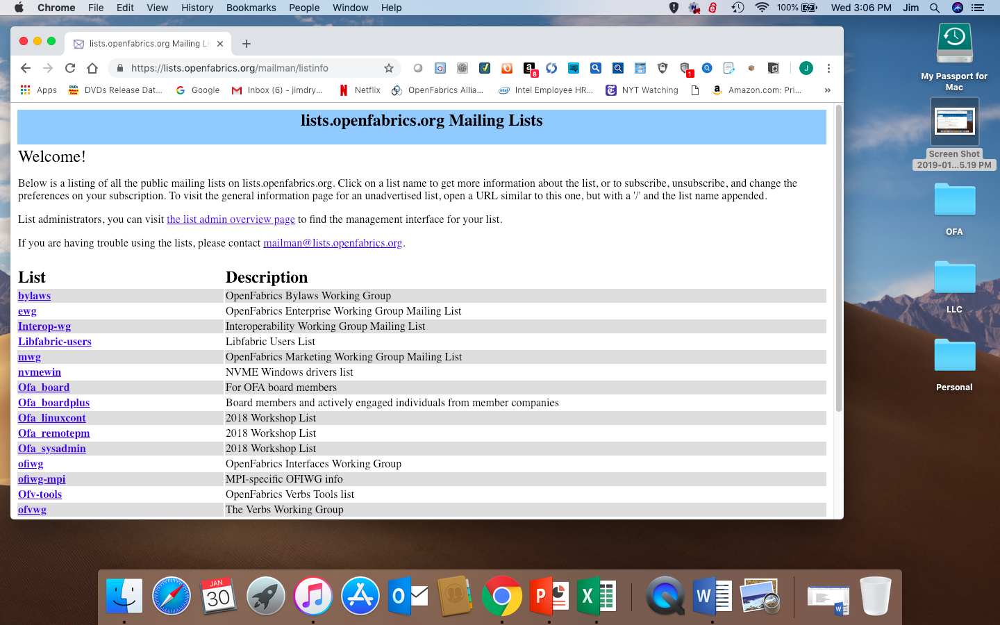 Chrome File Edit View History Bookmarks People Window Help 100% Wed 3:06 PM Jim
lists.openfabrics.org Mailing Li
https://lists.openfabrics.org/mailman/listinfo 8 1 J
Apps DVDs Release Dat... Google Inbox (6) - jimdry... Netflix OpenFabrics Allia... Intel Employee HR... NYT Watching Amazon.com: Pri... »
lists.openfabrics.org Mailing Lists
Welcome!
Below is a listing of all the public mailing lists on lists.openfabrics.org. Click on a list name to get more information about the list, or to subscribe, unsubscribe, and change the
preferences on your subscription. To visit the general information page for an unadvertised list, open a URL similar to this one, but with a '/' and the list name appended.
List administrators, you can visit the list admin overview page to find the management interface for your list.
If you are having trouble using the lists, please contact mailman@lists.openfabrics.org.
List Description
bylaws OpenFabrics Bylaws Working Group
ewg OpenFabrics Enterprise Working Group Mailing List
Interop-wg Interoperability Working Group Mailing List
Libfabric-users Libfabric Users List
mwg OpenFabrics Marketing Working Group Mailing List
nvmewin NVME Windows drivers list
Ofa_board For OFA board members
Ofa_boardplus Board members and actively engaged individuals from member companies
Ofa_linuxcont 2018 Workshop List
Ofa_remotepm 2018 Workshop List
Ofa_sysadmin 2018 Workshop List
ofiwg OpenFabrics Interfaces Working Group
ofiwg-mpi MPI-specific OFIWG info
Ofv-tools OpenFabrics Verbs Tools list
ofvwg The Verbs Working Group
My Passport for
Mac
Screen Shot
2019-01...5.19 PM
OFA
LLC
Personal
JAN
30